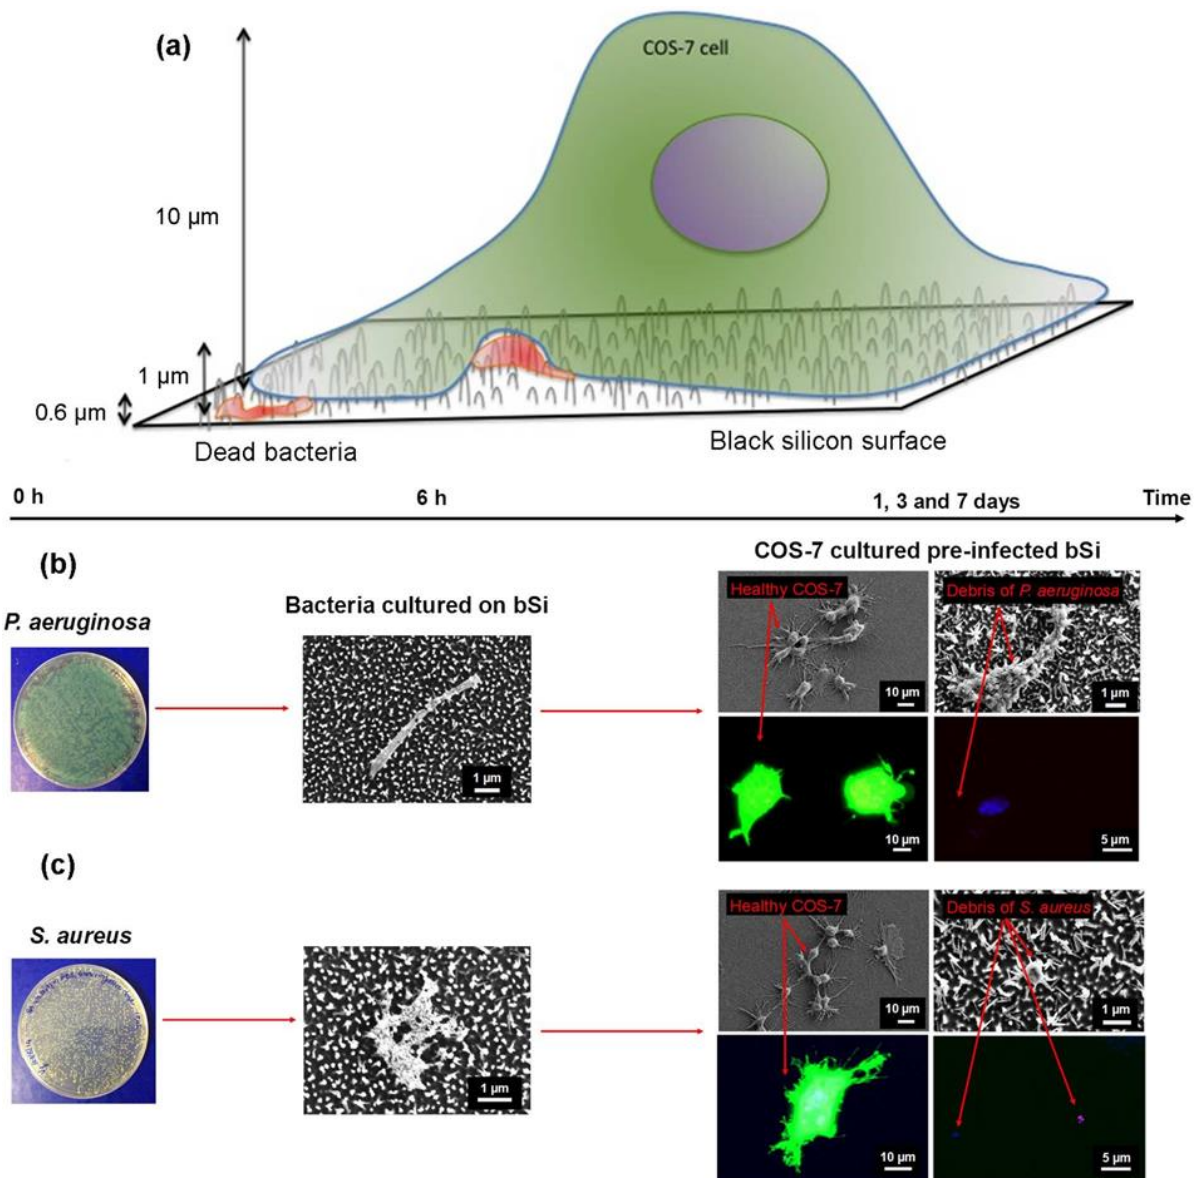 (a)
COS-7 cell
10 µm
1 µm
0.6 µm
Dead bacteria
Black silicon surface
0 h
6 h
1, 3 and 7 days
Time
(b)
COS-7 cultured pre-infected bSi
P. aeruginosa
Bacteria cultured on bSi
Healthy COS-7
Debris of P. aeruginosa
10 µm
1 µm
1 µm
10 µm
5 µm
(c)
S. aureus
Healthy COS-7
Debris of S. aureus
10 µm
1 µm
1 µm
10 µm
5 µm